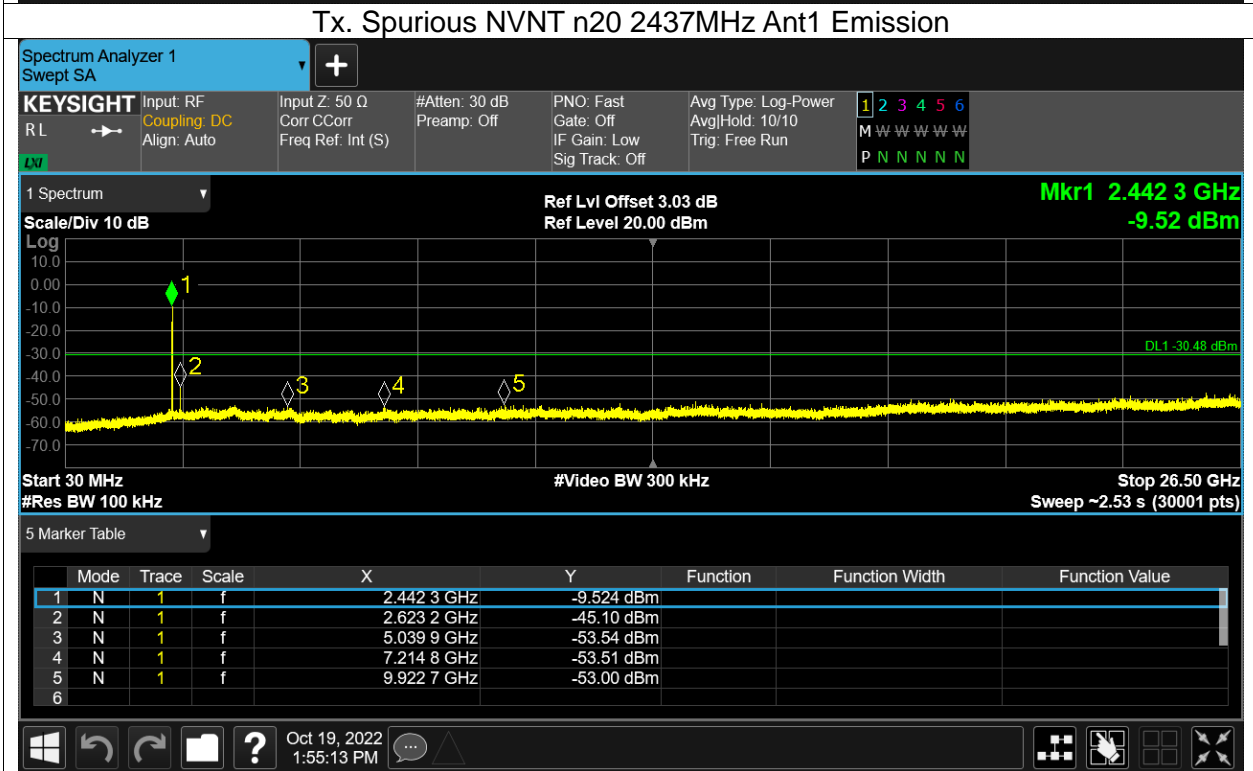 Tx. Spurious NVNT n20 2437MHz Ant1 Emission
Spectrum Analyzer 1
Swept SA
KEYSIGHT Input: RF Input Z: 50 Ω #Atten: 30 dB PNO: Fast Avg Type: Log-Power 1 2 3 4 5 6
RL Coupling: DC Corr CCorr Preamp: Off Gate: Off Avg|Hold: 10/10 M W W W W W
Align: Auto Freq Ref: Int (S) IF Gain: Low Trig: Free Run
LXI Sig Track: Off P N N N N N
1 Spectrum Ref Lvl Offset 3.03 dB Mkr1 2.442 3 GHz
Scale/Div 10 dB Ref Level 20.00 dBm -9.52 dBm
Log
10.0
0.00 1
-10.0
-20.0
-30.0 DL1 -30.48 dBm
-40.0 2 3 4 5
-50.0
-60.0
-70.0
Start 30 MHz #Video BW 300 kHz Stop 26.50 GHz
#Res BW 100 kHz Sweep ~2.53 s (30001 pts)
5 Marker Table
Mode Trace Scale X Y Function Function Width Function Value
1 N 1 f 2.442 3 GHz -9.524 dBm
2 N 1 f 2.623 2 GHz -45.10 dBm
3 N 1 f 5.039 9 GHz -53.54 dBm
4 N 1 f 7.214 8 GHz -53.51 dBm
5 N 1 f 9.922 7 GHz -53.00 dBm
6
? Oct 19, 2022
1:55:13 PM